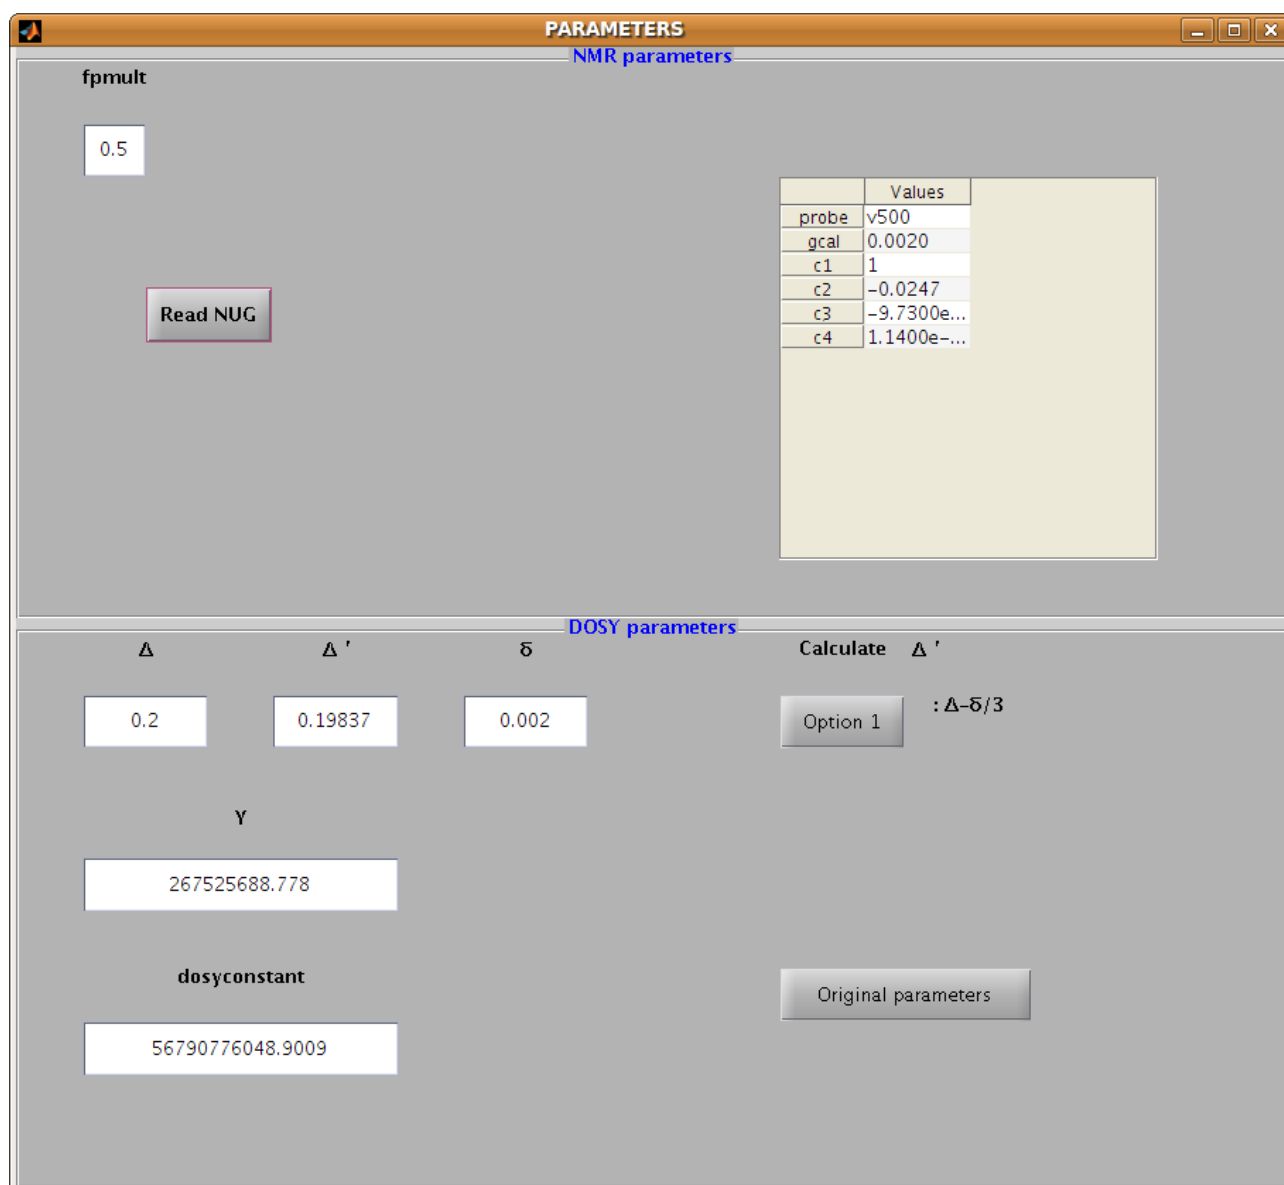 PARAMETERS
NMR parameters
fpmult
0.5
Values
probe v500
gcal 0.0020
c1 1
c2 −0.0247
c3 −9.7300e...
c4 1.1400e−...
Read NUG
DOSY parameters
Δ Δ ' δ Calculate Δ '
0.2 0.19837 0.002 Option 1 : Δ−δ/3
γ
267525688.778
dosyconstant
56790776048.9009
Original parameters